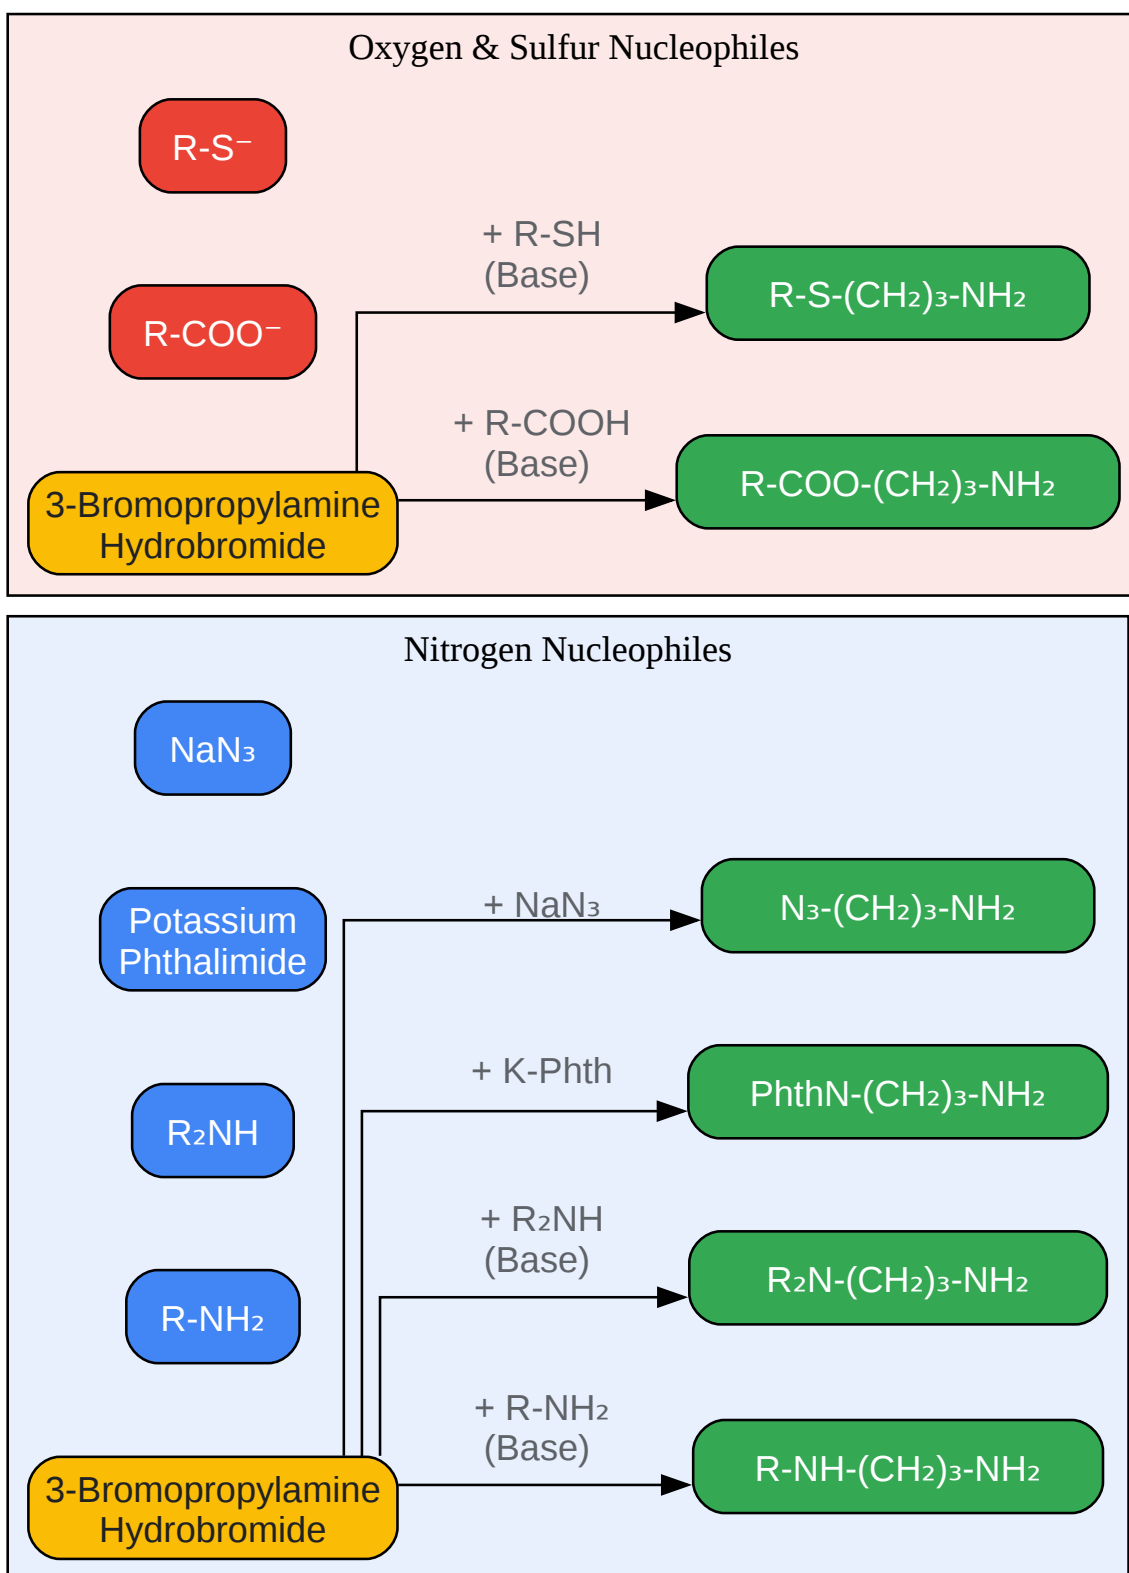 Oxygen & Sulfur Nucleophiles
R-S⁻
+ R-SH
(Base)
R-S-(CH₂)₃-NH₂
R-COO⁻
+ R-COOH
(Base)
R-COO-(CH₂)₃-NH₂
3-Bromopropylamine
Hydrobromide
Nitrogen Nucleophiles
NaN₃
+ NaN₃
N₃-(CH₂)₃-NH₂
Potassium
Phthalimide
+ K-Phth
PhthN-(CH₂)₃-NH₂
R₂NH
+ R₂NH
(Base)
R₂N-(CH₂)₃-NH₂
R-NH₂
+ R-NH₂
(Base)
R-NH-(CH₂)₃-NH₂
3-Bromopropylamine
Hydrobromide